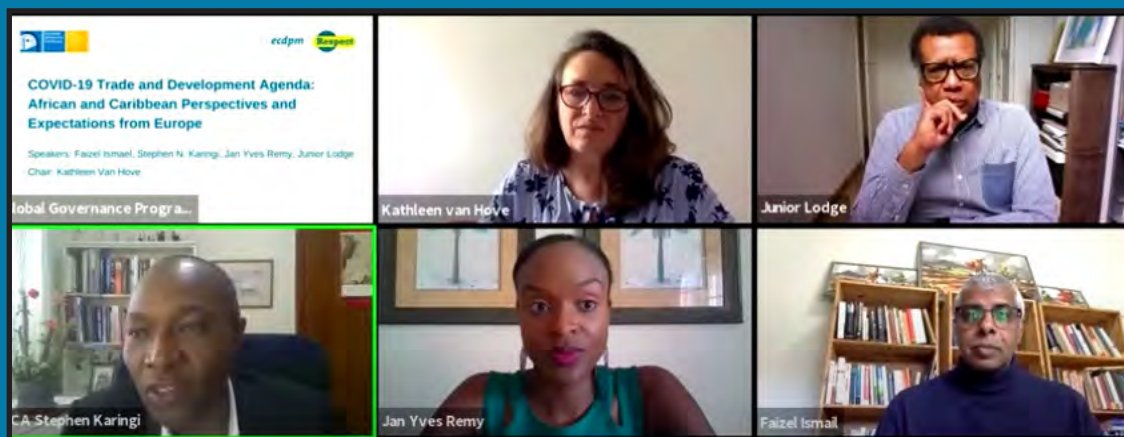 ecdpm
Respect
COVID-19 Trade and Development Agenda:
African and Caribbean Perspectives and
Expectations from Europe
Speakers: Faizel Ismael, Stephen N. Karingi, Jan Yves Remy, Junior Lodge
Chair: Kathleen Van Hove
lobal Governance Progra...
Kathleen van Hove
Junior Lodge
CA Stephen Karingi
Jan Yves Remy
Faizel Ismail